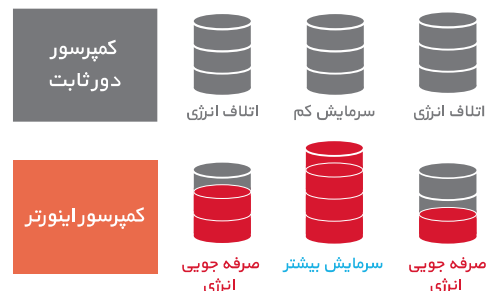 کمپرسور
دور ثابت
اتلاف انرژی
سرمایش کم
اتلاف انرژی
کمپرسور اینورتر
صرفه جویی
انرژی
سرمایش بیشتر
صرفه جویی
انرژی